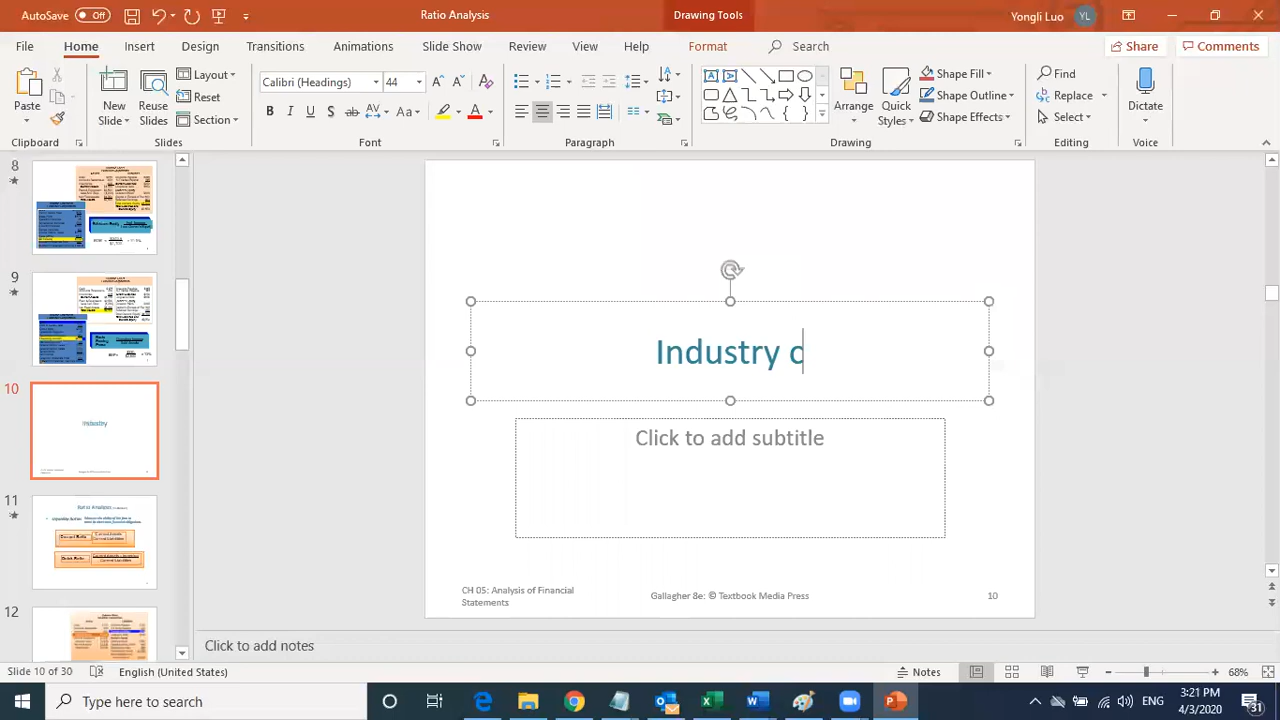 AutoSave Off Ratio Analysis Drawing Tools Yongli Luo YL
File Home Insert Design Transitions Animations Slide Show Review View Help Format Search Share Comments
Paste New Slide Reuse Slides Layout Reset Section
Calibri (Headings) 44
Arrange Quick Styles Shape Fill Shape Outline Shape Effects
Find Replace Select Dictate
Clipboard Slides Font Paragraph Drawing Editing Voice
8
9
10
Industry
11
12
Industry c
Click to add subtitle
CH 05: Analysis of Financial
Statements
Gallagher 8e: © Textbook Media Press
10
Click to add notes
Slide 10 of 30 English (United States) Notes 68%
Type here to search
ENG 3:21 PM
4/3/2020
31